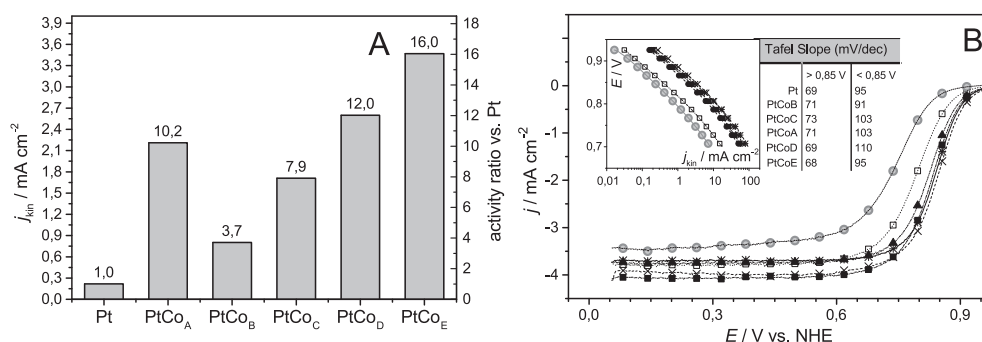 A
j_kin / mA cm⁻²
3,9
3,6
3,3
3,0
2,7
2,4
2,1
1,8
1,5
1,2
0,9
0,6
0,3
0,0
1,0
10,2
3,7
7,9
12,0
16,0
Pt
PtCo_A
PtCo_B
PtCo_C
PtCo_D
PtCo_E
18
16
14
12
10
8
6
4
2
0
activity ratio vs. Pt
B
j / mA cm⁻²
0
-1
-2
-3
-4
0,0
0,3
0,6
0,9
E / V vs. NHE
E / V
0,9
0,8
0,7
0,01
0,1
1
10
100
j_kin / mA cm⁻²
Tafel Slope (mV/dec)
> 0,85 V < 0,85 V
Pt 69 95
PtCoB 71 91
PtCoC 73 103
PtCoA 71 103
PtCoD 69 110
PtCoE 68 95